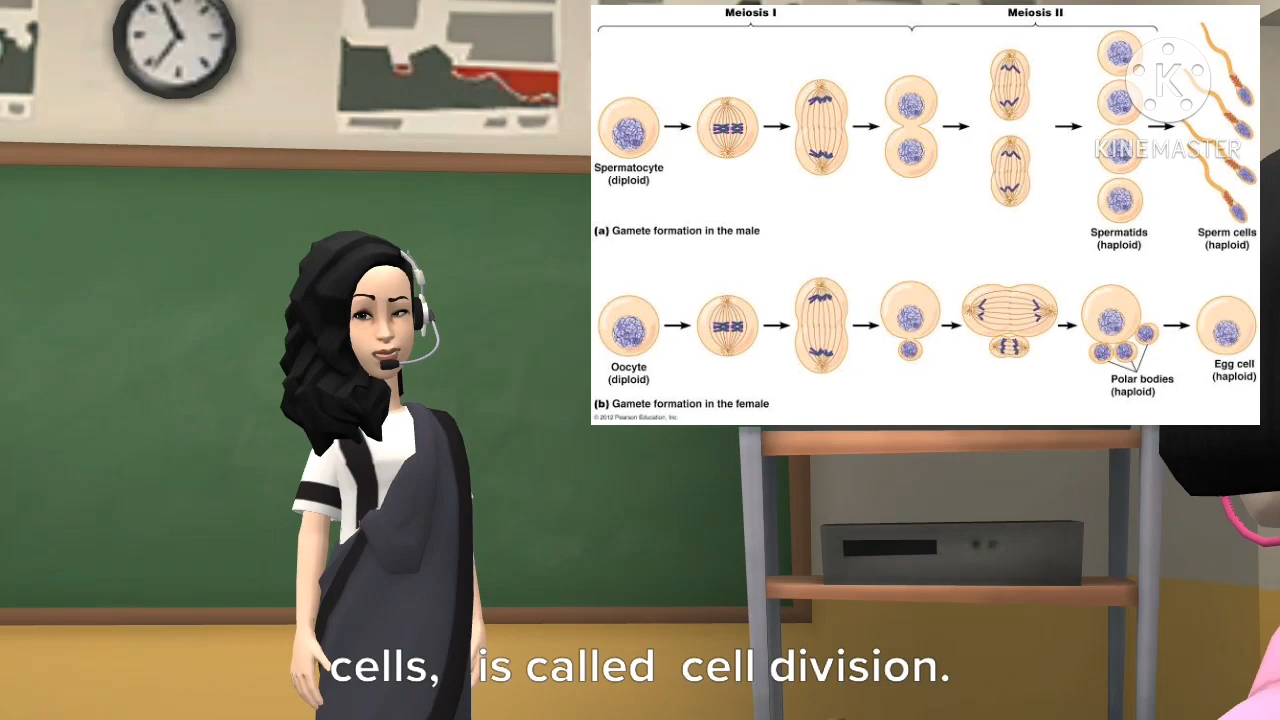 Meiosis I
Meiosis II
K
KINEMASTER
Spermatocyte
(diploid)
Spermatids
(haploid)
Sperm cells
(haploid)
(a) Gamete formation in the male
Oocyte
(diploid)
Polar bodies
(haploid)
Egg cell
(haploid)
(b) Gamete formation in the female
© 2012 Pearson Education, Inc.
cells, is called cell division.